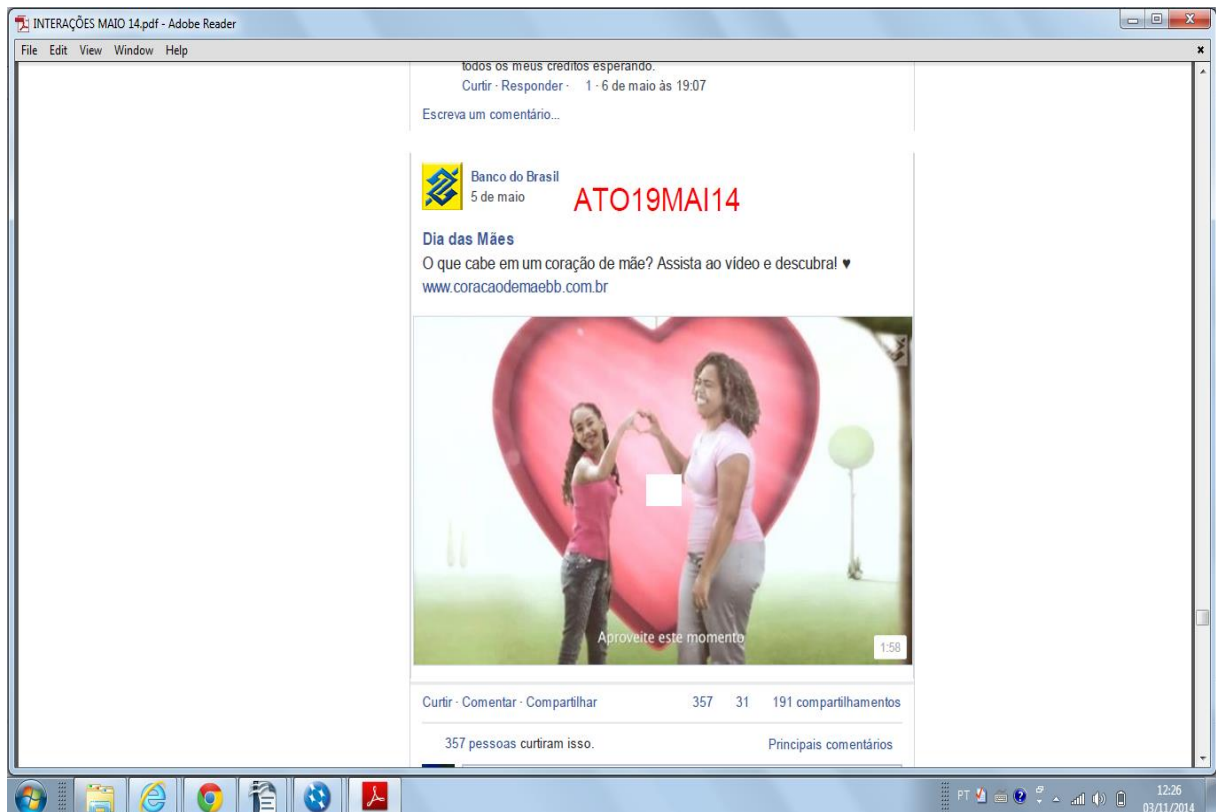 INTERAÇÕES MAIO 14.pdf - Adobe Reader
File Edit View Window Help
todos os meus créditos esperando.
Curtir · Responder · 1 · 6 de maio às 19:07
Escreva um comentário...
Banco do Brasil
5 de maio
ATO19MAI14
Dia das Mães
O que cabe em um coração de mãe? Assista ao vídeo e descubra! ♥
www.coracaodemaebb.com.br
Aproveite este momento
1:58
Curtir · Comentar · Compartilhar 357 31 191 compartilhamentos
357 pessoas curtiram isso. Principais comentários
PT 12:26
03/11/2014